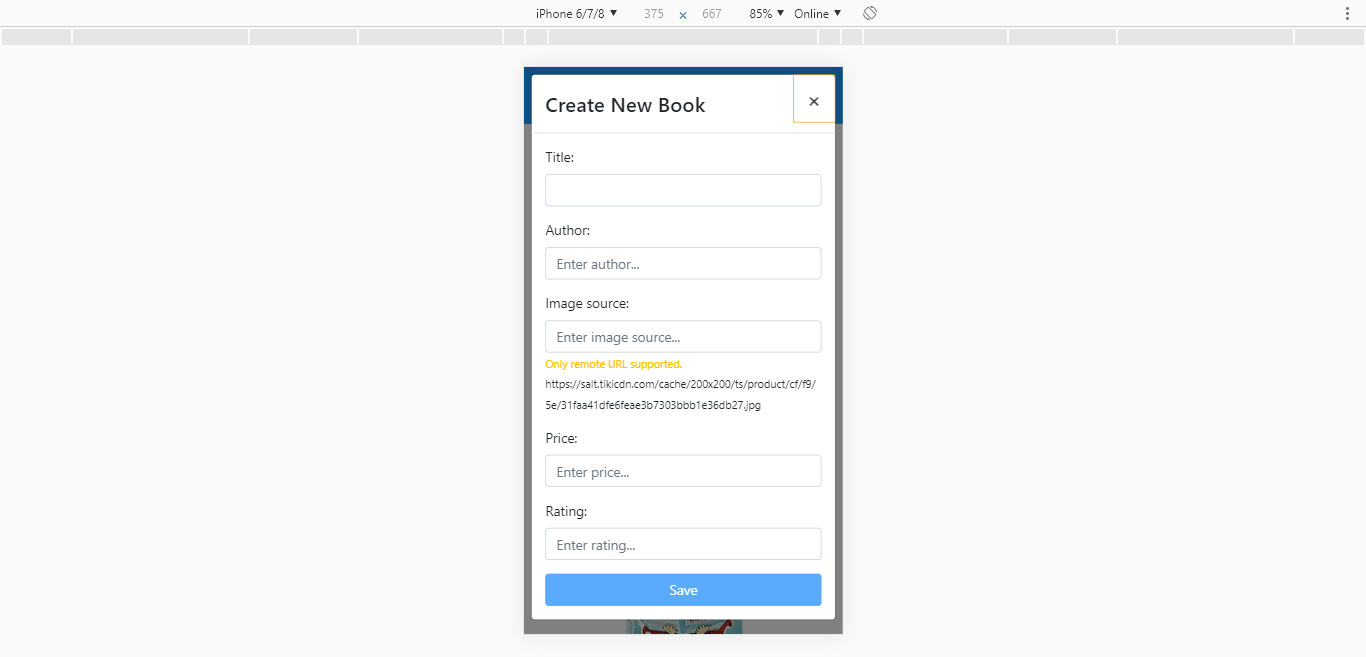 iPhone 6/7/8 ▼ 375 × 667 85% ▼ Online ▼
Create New Book ×
Title:
Author:
Enter author...
Image source:
Enter image source...
Only remote URL supported.
https://salt.tikicdn.com/cache/200x200/ts/product/cf/f9/
5e/31faa41dfe6feae3b7303bbb1e36db27.jpg
Price:
Enter price...
Rating:
Enter rating...
Save